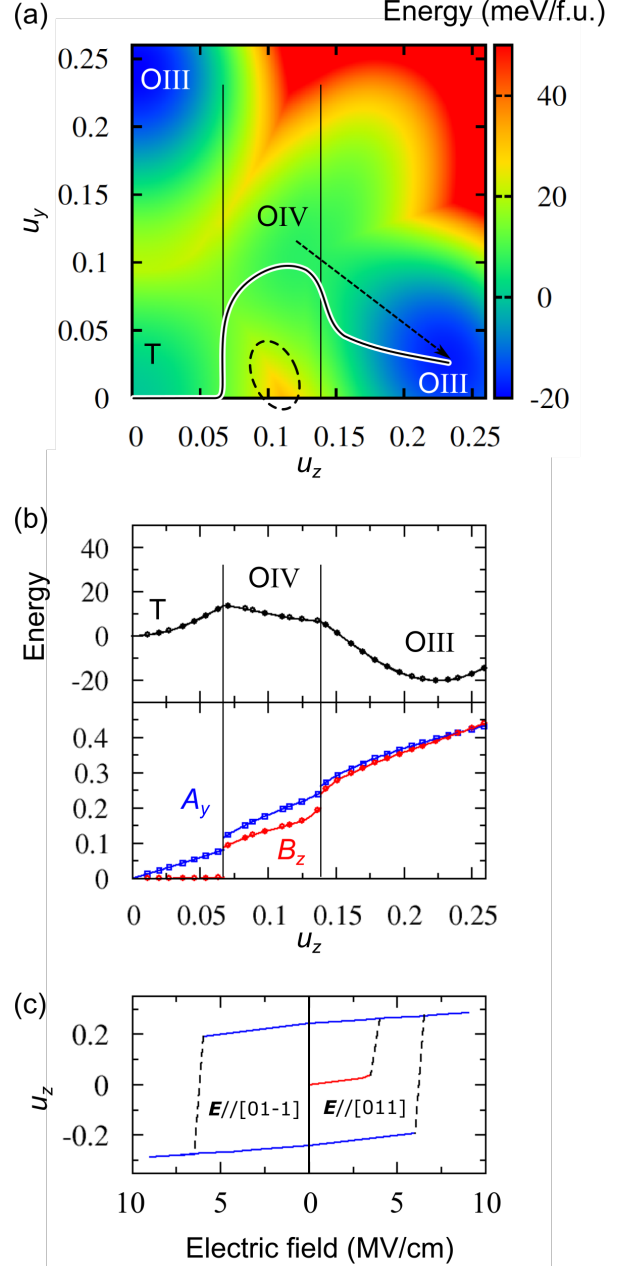 (a)
Energy (meV/f.u.)
OIII
OIV
T
OIII
0.25
0.2
0.15
0.1
0.05
0
u_y
0 0.05 0.1 0.15 0.2
u_z
40
20
0
-20
(b)
40
20
0
-20
Energy
T
OIV
OIII
0.4
0.3
0.2
0.1
0
A_y
B_z
0 0.05 0.1 0.15 0.2 0.25
u_z
(c)
0.2
0
-0.2
u_z
E//[01-1]
E//[011]
10 5 0 5 10
Electric field (MV/cm)